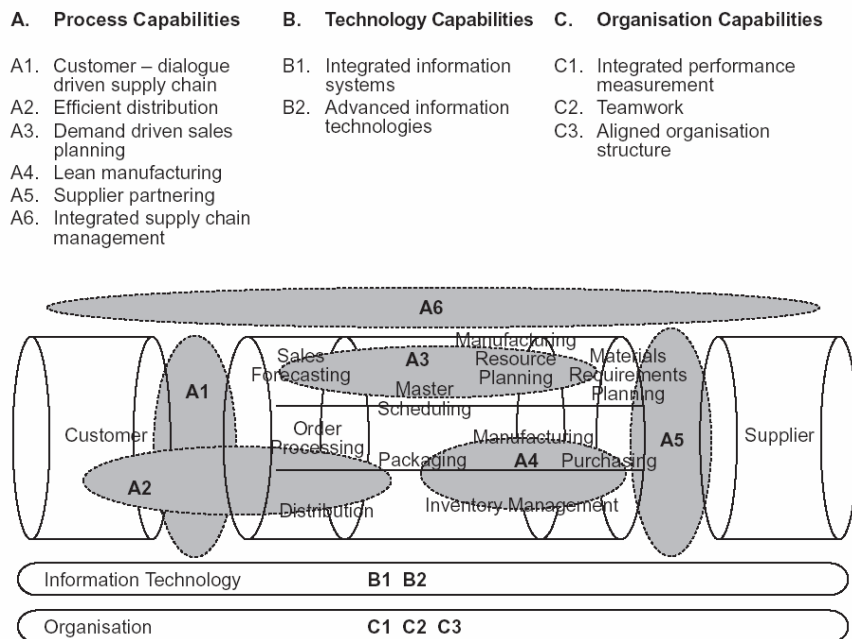 A. Process Capabilities
A1. Customer – dialogue
driven supply chain
A2. Efficient distribution
A3. Demand driven sales
planning
A4. Lean manufacturing
A5. Supplier partnering
A6. Integrated supply chain
management
B. Technology Capabilities
B1. Integrated information
systems
B2. Advanced information
technologies
C. Organisation Capabilities
C1. Integrated performance
measurement
C2. Teamwork
C3. Aligned organisation
structure
A6
A1
Customer
A2
Sales
Forecasting
A3
Manufacturing
Resource
Planning
Materials
Requirements
Planning
Master
Scheduling
Order
Processing
Packaging
Distribution
Manufacturing
A4
Purchasing
Inventory Management
A5
Supplier
Information Technology B1 B2
Organisation C1 C2 C3